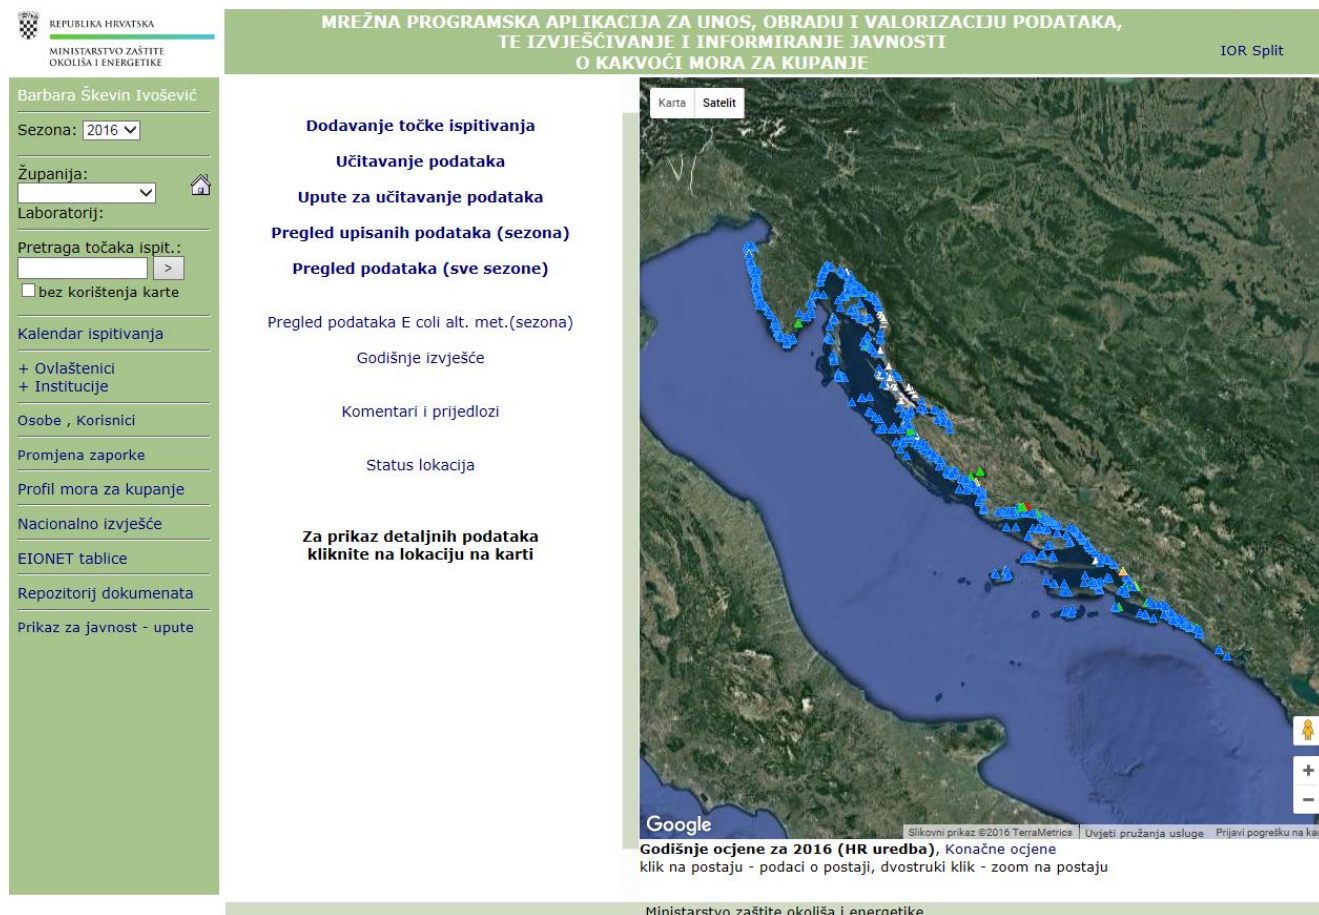 REPUBLIKA HRVATSKA
MINISTARSTVO ZAŠTITE
OKOLIŠA I ENERGETIKE
MREŽNA PROGRAMSKA APLIKACIJA ZA UNOS, OBRADU I VALORIZACIJU PODATAKA,
TE IZVJEŠĆIVANJE I INFORMIRANJE JAVNOSTI
O KAKVOĆI MORA ZA KUPANJE
IOR Split
Barbara Škevin Ivošević
Sezona: 2016
Županija:
Laboratorij:
Pretraga točaka ispit.:
>
bez korištenja karte
Kalendar ispitivanja
+ Ovlaštenici
+ Institucije
Osobe , Korisnici
Promjena zaporke
Profil mora za kupanje
Nacionalno izvješće
EIONET tablice
Repozitorij dokumenata
Prikaz za javnost - upute
Dodavanje točke ispitivanja
Učitavanje podataka
Upute za učitavanje podataka
Pregled upisanih podataka (sezona)
Pregled podataka (sve sezone)
Pregled podataka E coli alt. met.(sezona)
Godišnje izvješće
Komentari i prijedlozi
Status lokacija
Za prikaz detaljnih podataka
kliknite na lokaciju na karti
Karta Satelit
+
−
Google
Slikovni prikaz ©2016 TerraMetrica Uvjeti pružanja usluge Prijavi pogrešku na kar
Godišnje ocjene za 2016 (HR uredba), Konačne ocjene
klik na postaju - podaci o postaji, dvostruki klik - zoom na postaju
Ministarstvo zaštite okoliša i energetike